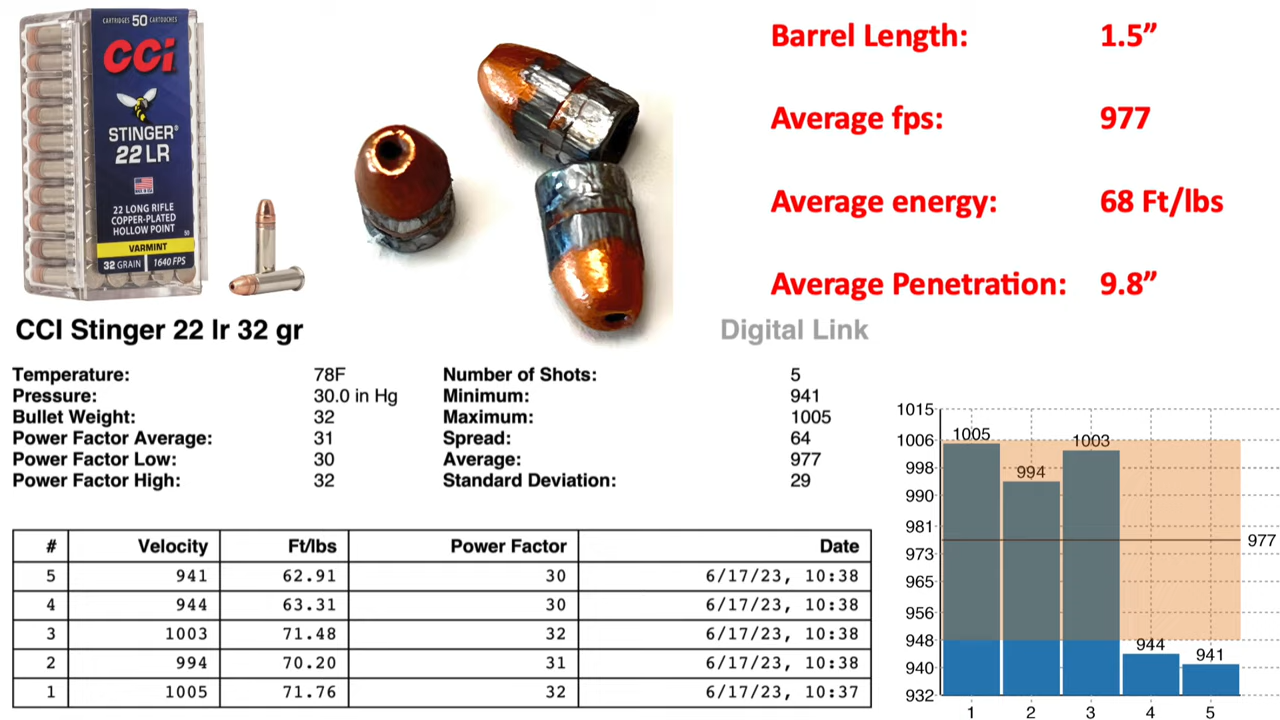 CARTRIDGES 50 CARTOUCHES
CCI
STINGER®
22 LR
MADE IN USA
22 LONG RIFLE
COPPER-PLATED
HOLLOW POINT
50
VARMINT
32 GRAIN 1640 FPS
Barrel Length: 1.5”
Average fps: 977
Average energy: 68 Ft/lbs
Average Penetration: 9.8”
CCI Stinger 22 lr 32 gr
Digital Link
Temperature: 78F
Pressure: 30.0 in Hg
Bullet Weight: 32
Power Factor Average: 31
Power Factor Low: 30
Power Factor High: 32
Number of Shots: 5
Minimum: 941
Maximum: 1005
Spread: 64
Average: 977
Standard Deviation: 29
# Velocity Ft/lbs Power Factor Date
5 941 62.91 30 6/17/23, 10:38
4 944 63.31 30 6/17/23, 10:38
3 1003 71.48 32 6/17/23, 10:38
2 994 70.20 31 6/17/23, 10:38
1 1005 71.76 32 6/17/23, 10:37
1015
1006
998
990
981
973
965
956
948
940
932
1005
994
1003
944
941
977
1 2 3 4 5